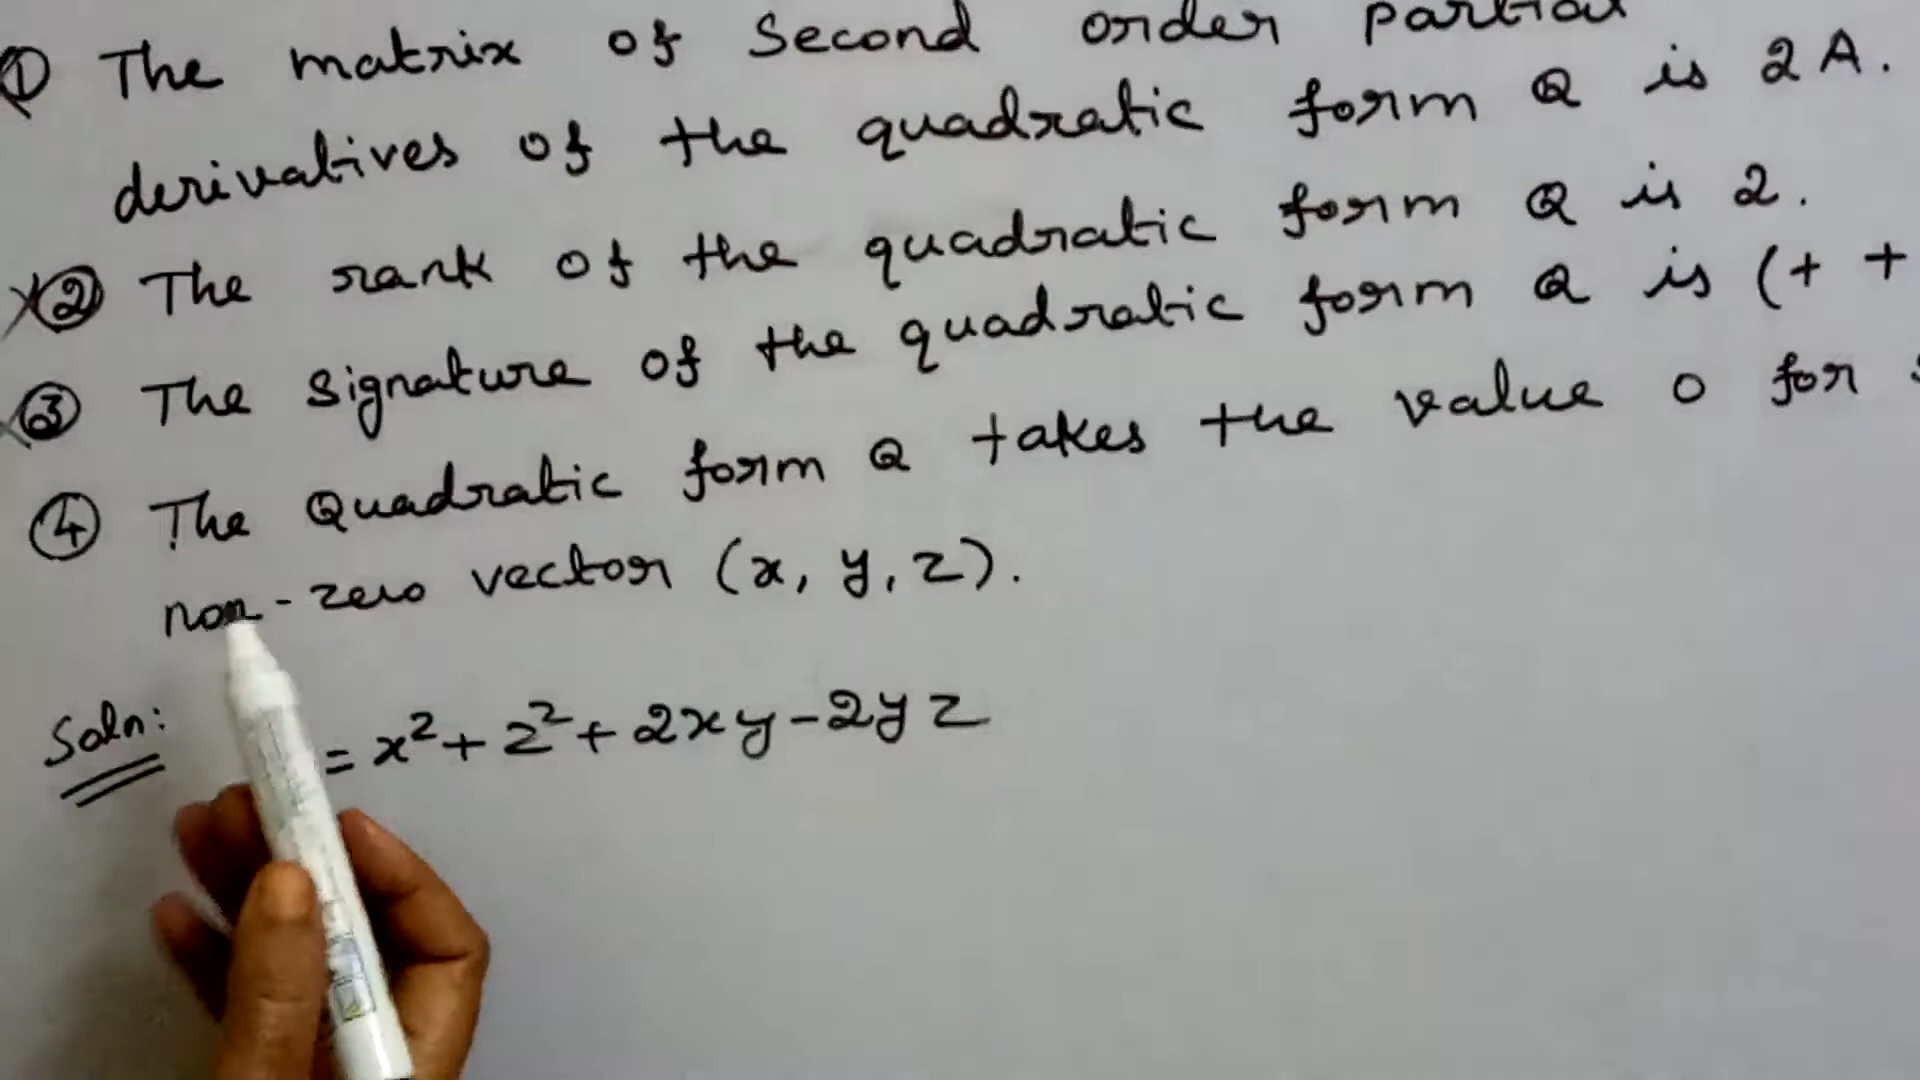 ① The matrix of Second order partial
derivatives of the quadratic form Q is 2A.
② The rank of the quadratic form Q is 2.
③ The Signature of the quadratic form Q is (+ +
④ The Quadratic form Q takes the value 0 for
non-zero vector (x, y, z).
Soln: = x² + z² + 2xy - 2yz